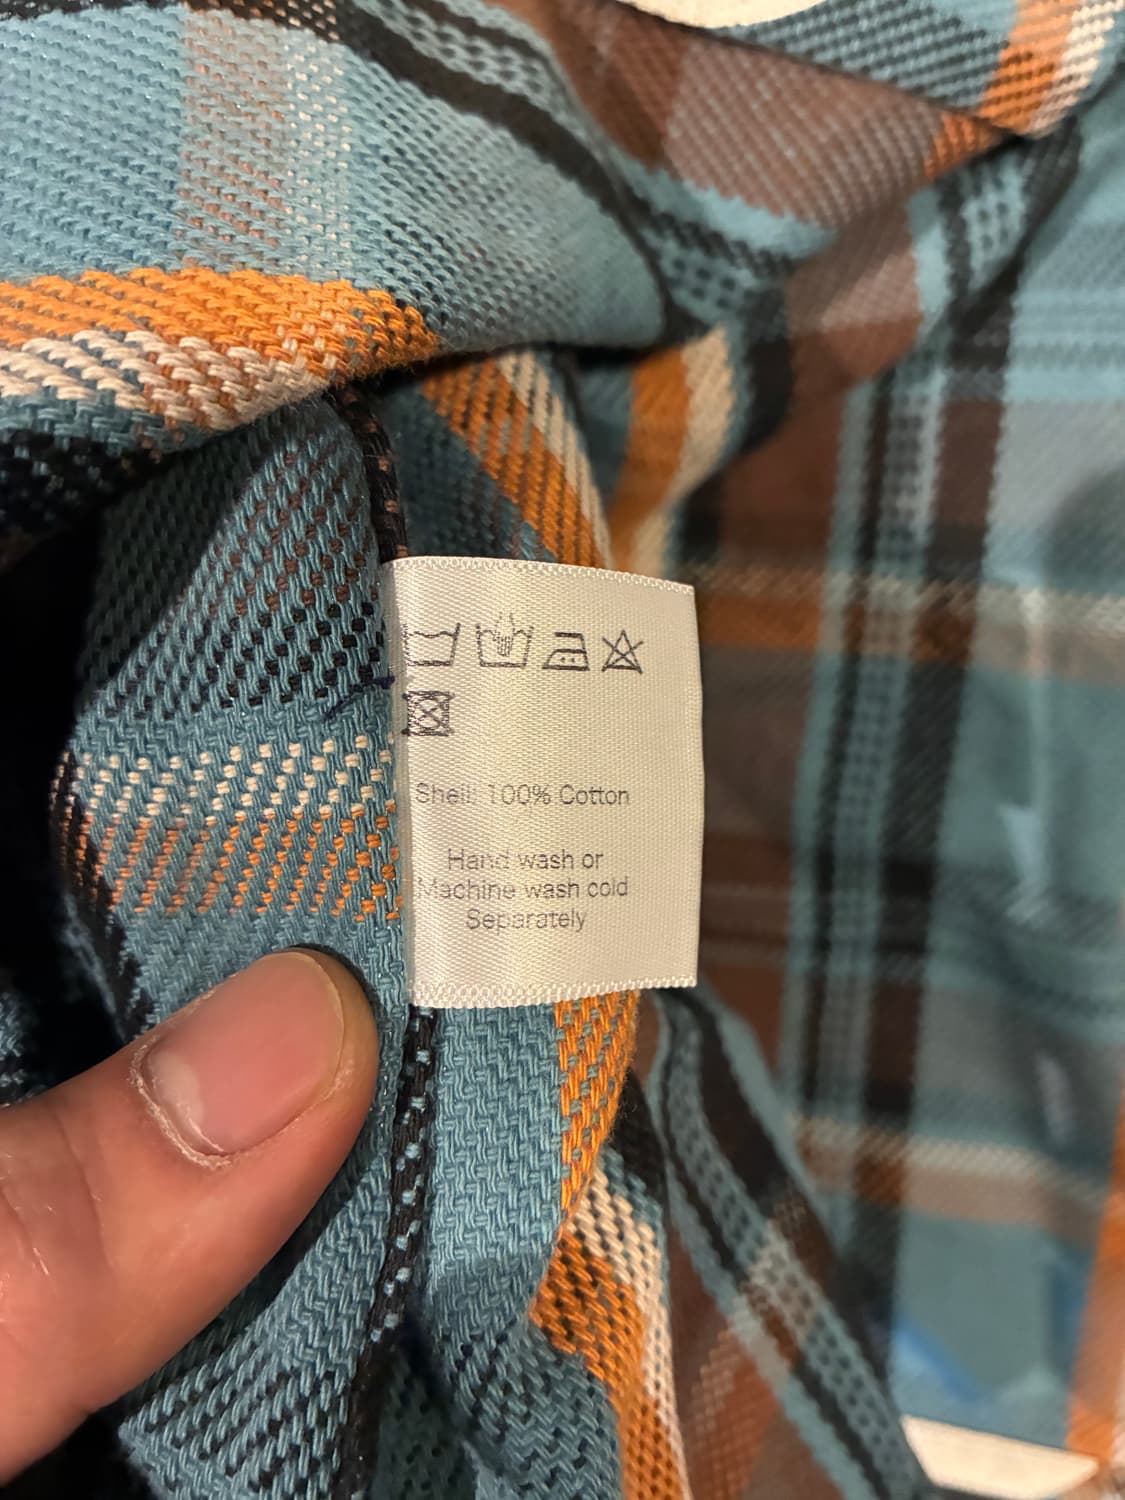 Shell: 100% Cotton
Hand wash or
Machine wash cold
Separately